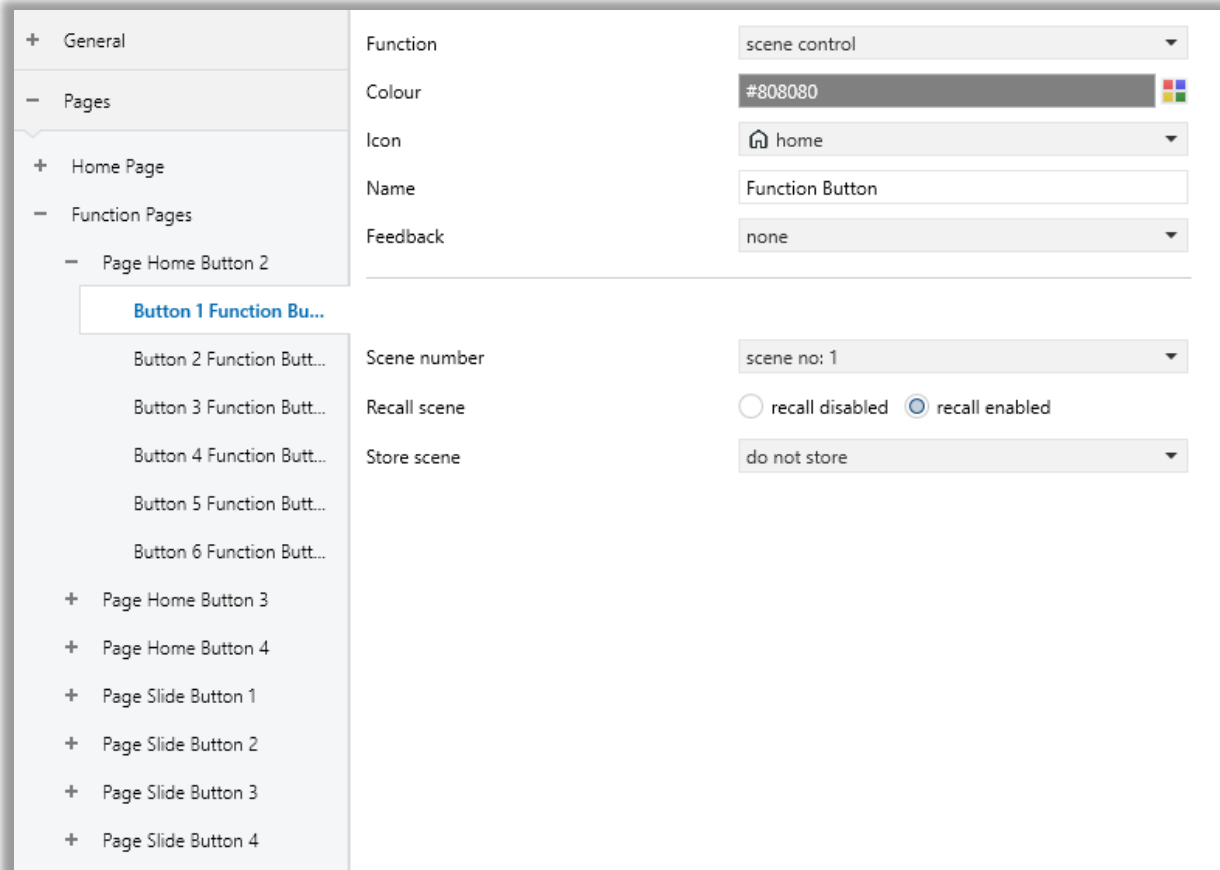 General
Pages
Home Page
Function Pages
Page Home Button 2
Button 1 Function Bu...
Button 2 Function Butt...
Button 3 Function Butt...
Button 4 Function Butt...
Button 5 Function Butt...
Button 6 Function Butt...
Page Home Button 3
Page Home Button 4
Page Slide Button 1
Page Slide Button 2
Page Slide Button 3
Page Slide Button 4
Function scene control
Colour #808080
Icon home
Name Function Button
Feedback none
Scene number scene no: 1
Recall scene recall disabled recall enabled
Store scene do not store